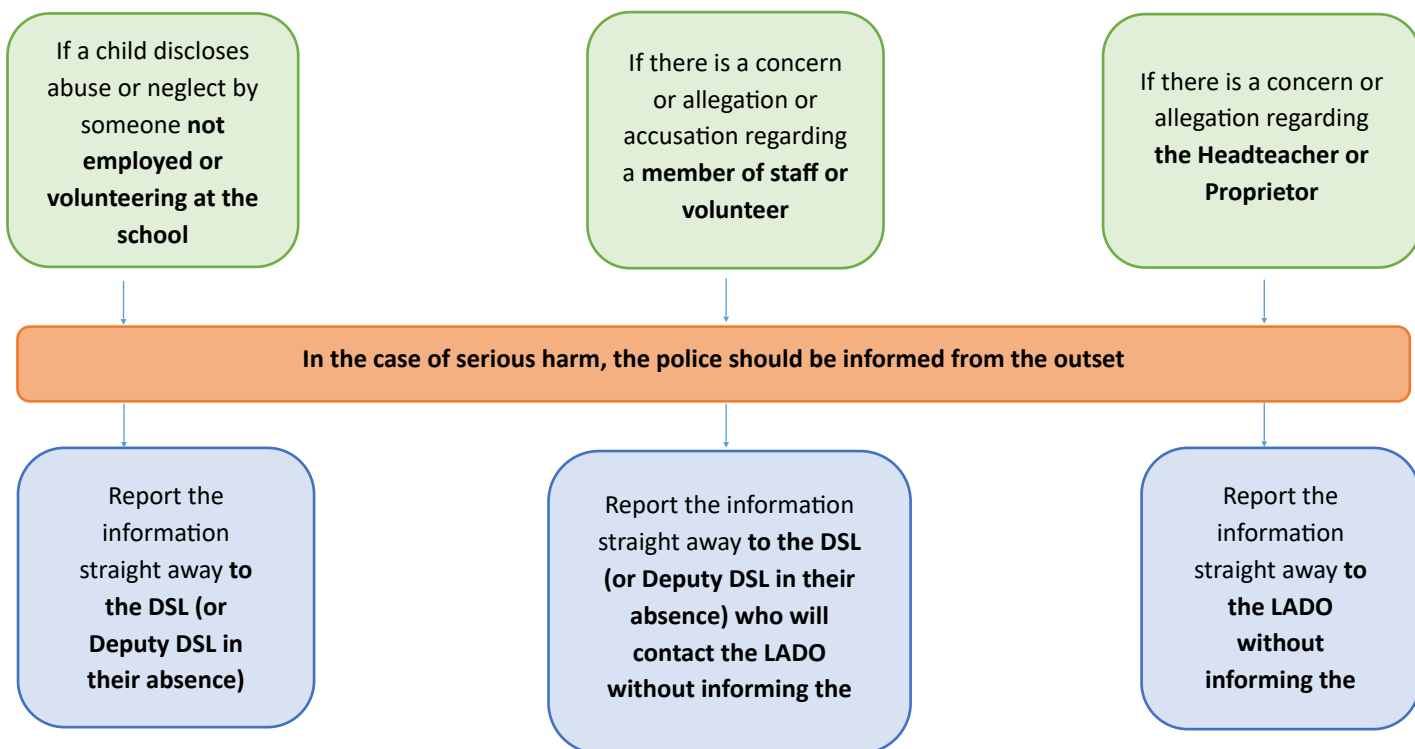 If a child discloses
abuse or neglect by
someone not
employed or
volunteering at the
school
If there is a concern
or allegation or
accusation regarding
a member of staff or
volunteer
If there is a concern or
allegation regarding
the Headteacher or
Proprietor
In the case of serious harm, the police should be informed from the outset
Report the
information
straight away to
the DSL (or
Deputy DSL in
their absence)
Report the information
straight away to the DSL
(or Deputy DSL in their
absence) who will
contact the LADO
without informing the
Report the
information
straight away to
the LADO
without
informing the